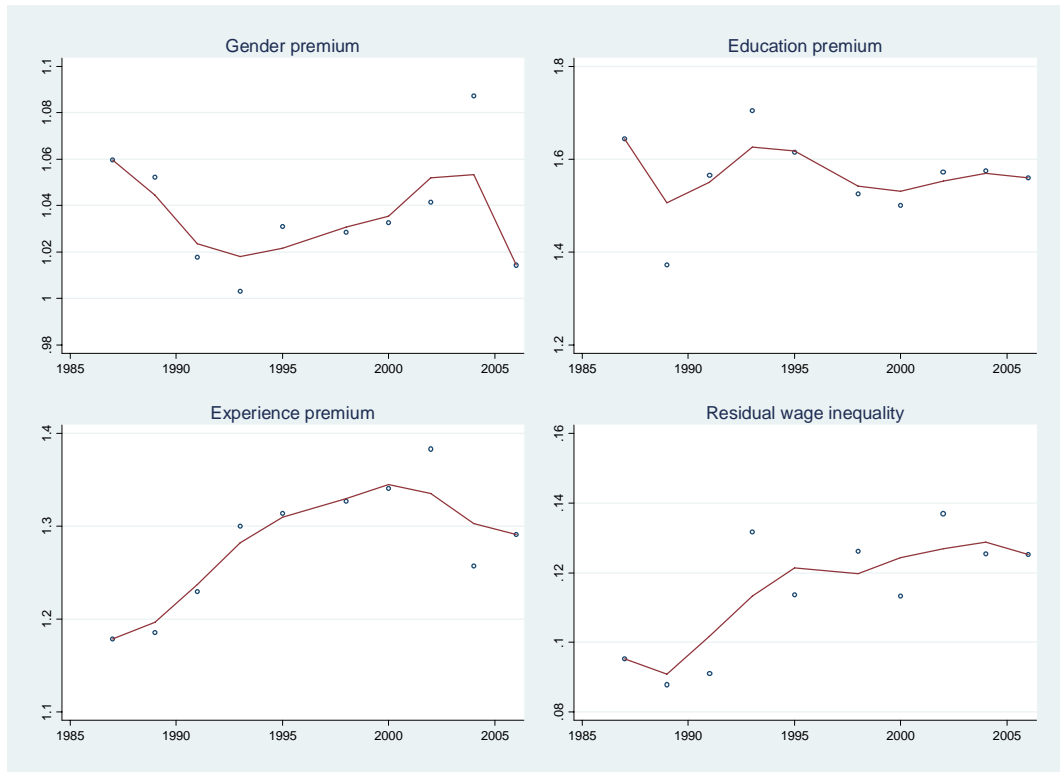 Gender premium
1.1
1.08
1.06
1.04
1.02
1
.98
1985 1990 1995 2000 2005
Education premium
1.8
1.6
1.4
1.2
1985 1990 1995 2000 2005
Experience premium
1.4
1.3
1.2
1.1
1985 1990 1995 2000 2005
Residual wage inequality
.16
.14
.12
.1
.08
1985 1990 1995 2000 2005